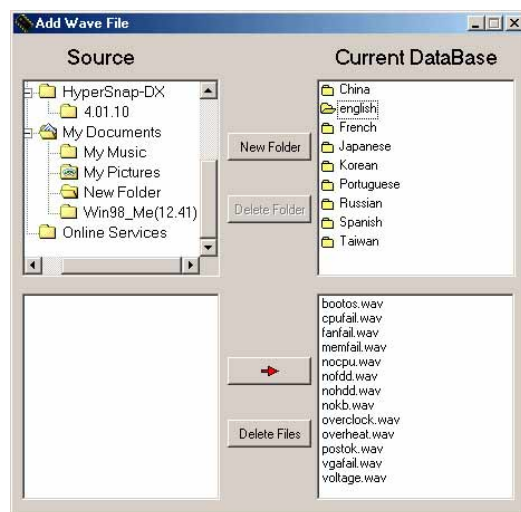 Add Wave File
Source
Current DataBase
HyperSnap-DX
4.01.10
My Documents
My Music
My Pictures
New Folder
Win98_Me(12.41)
Online Services
New Folder
Delete Folder
China
english
French
Japanese
Korean
Portuguese
Russian
Spanish
Taiwan
Delete Files
bootos.wav
cpufail.wav
fanfail.wav
memfail.wav
nocpu.wav
nofdd.wav
nohdd.wav
nokb.wav
overclock.wav
overheat.wav
postok.wav
vgafail.wav
voltage.wav